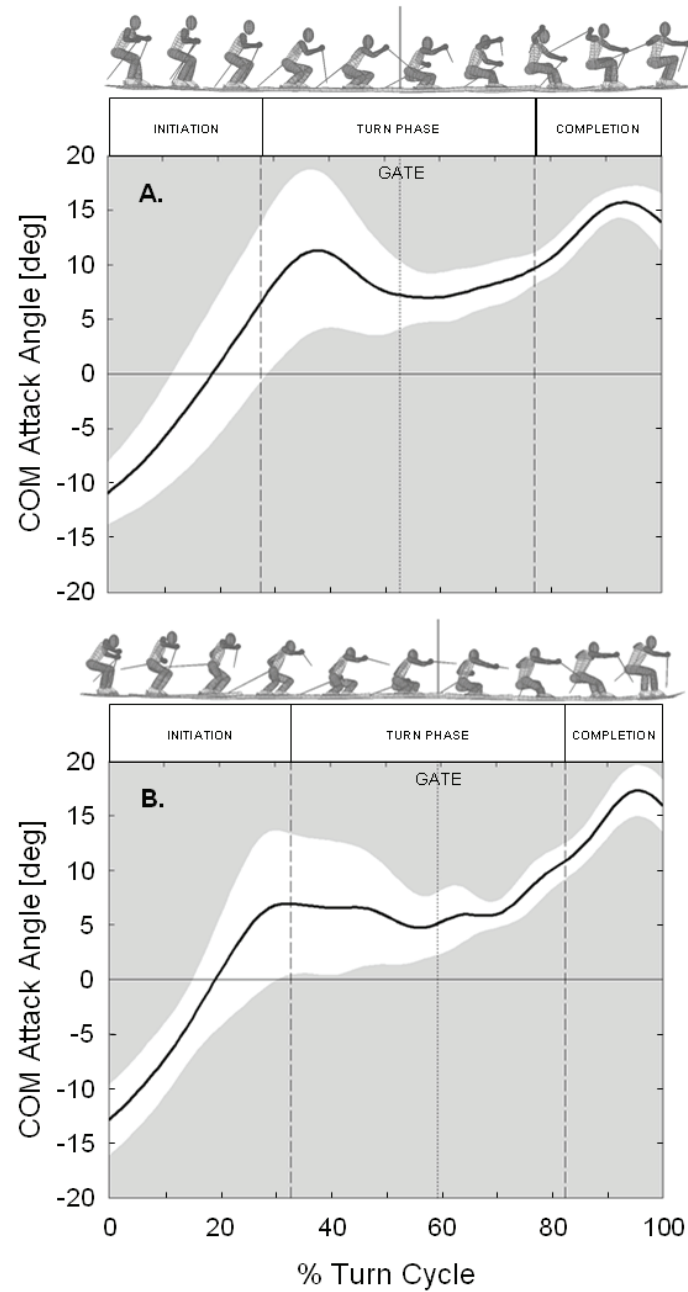 INITIATION TURN PHASE COMPLETION
20
A.
GATE
15
10
5
0
-5
-10
-15
-20
COM Attack Angle [deg]
INITIATION TURN PHASE COMPLETION
20
B.
GATE
15
10
5
0
-5
-10
-15
-20
COM Attack Angle [deg]
0 20 40 60 80 100
% Turn Cycle